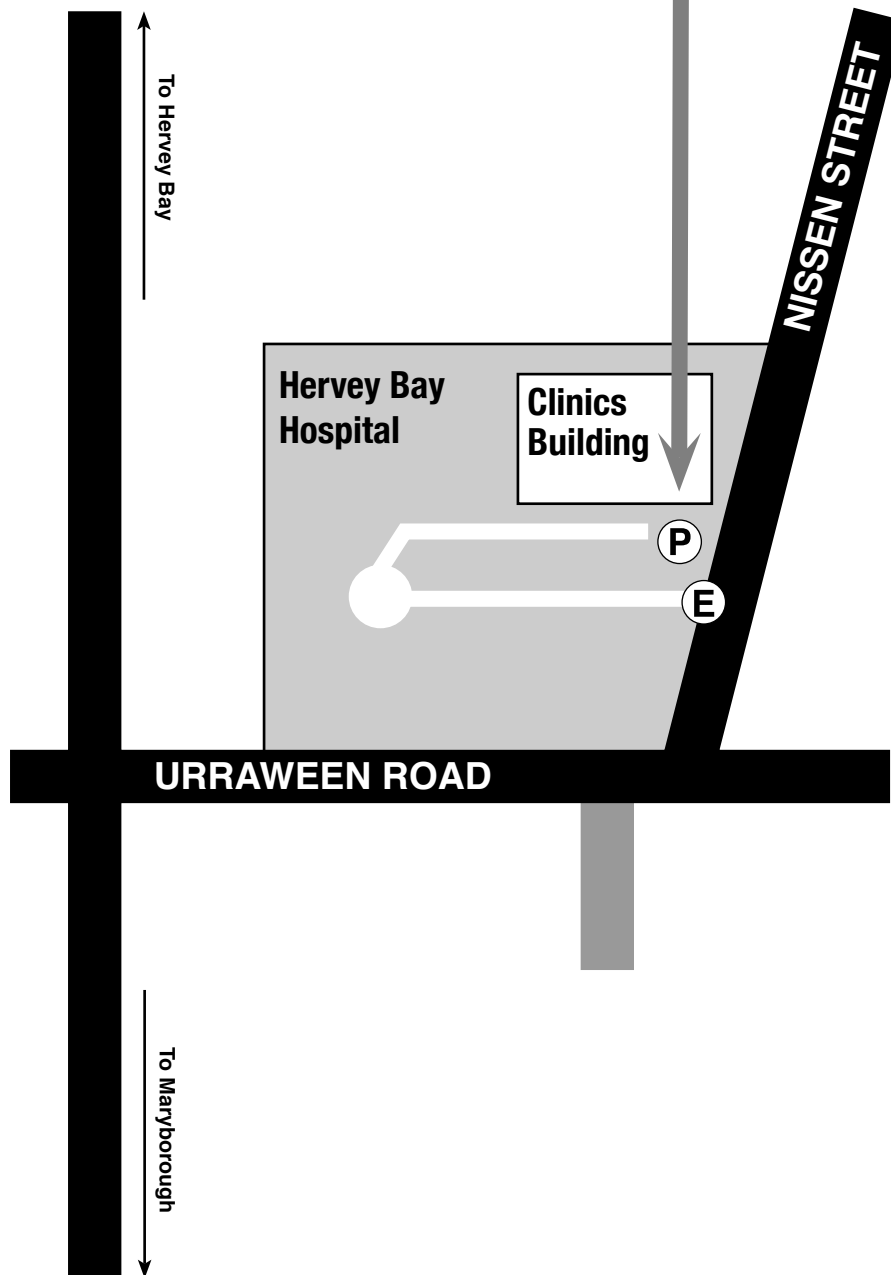 To Hervey Bay
NISSEN STREET
Hervey Bay
Hospital
Clinics
Building
P
E
URRAWEEN ROAD
To Maryborough